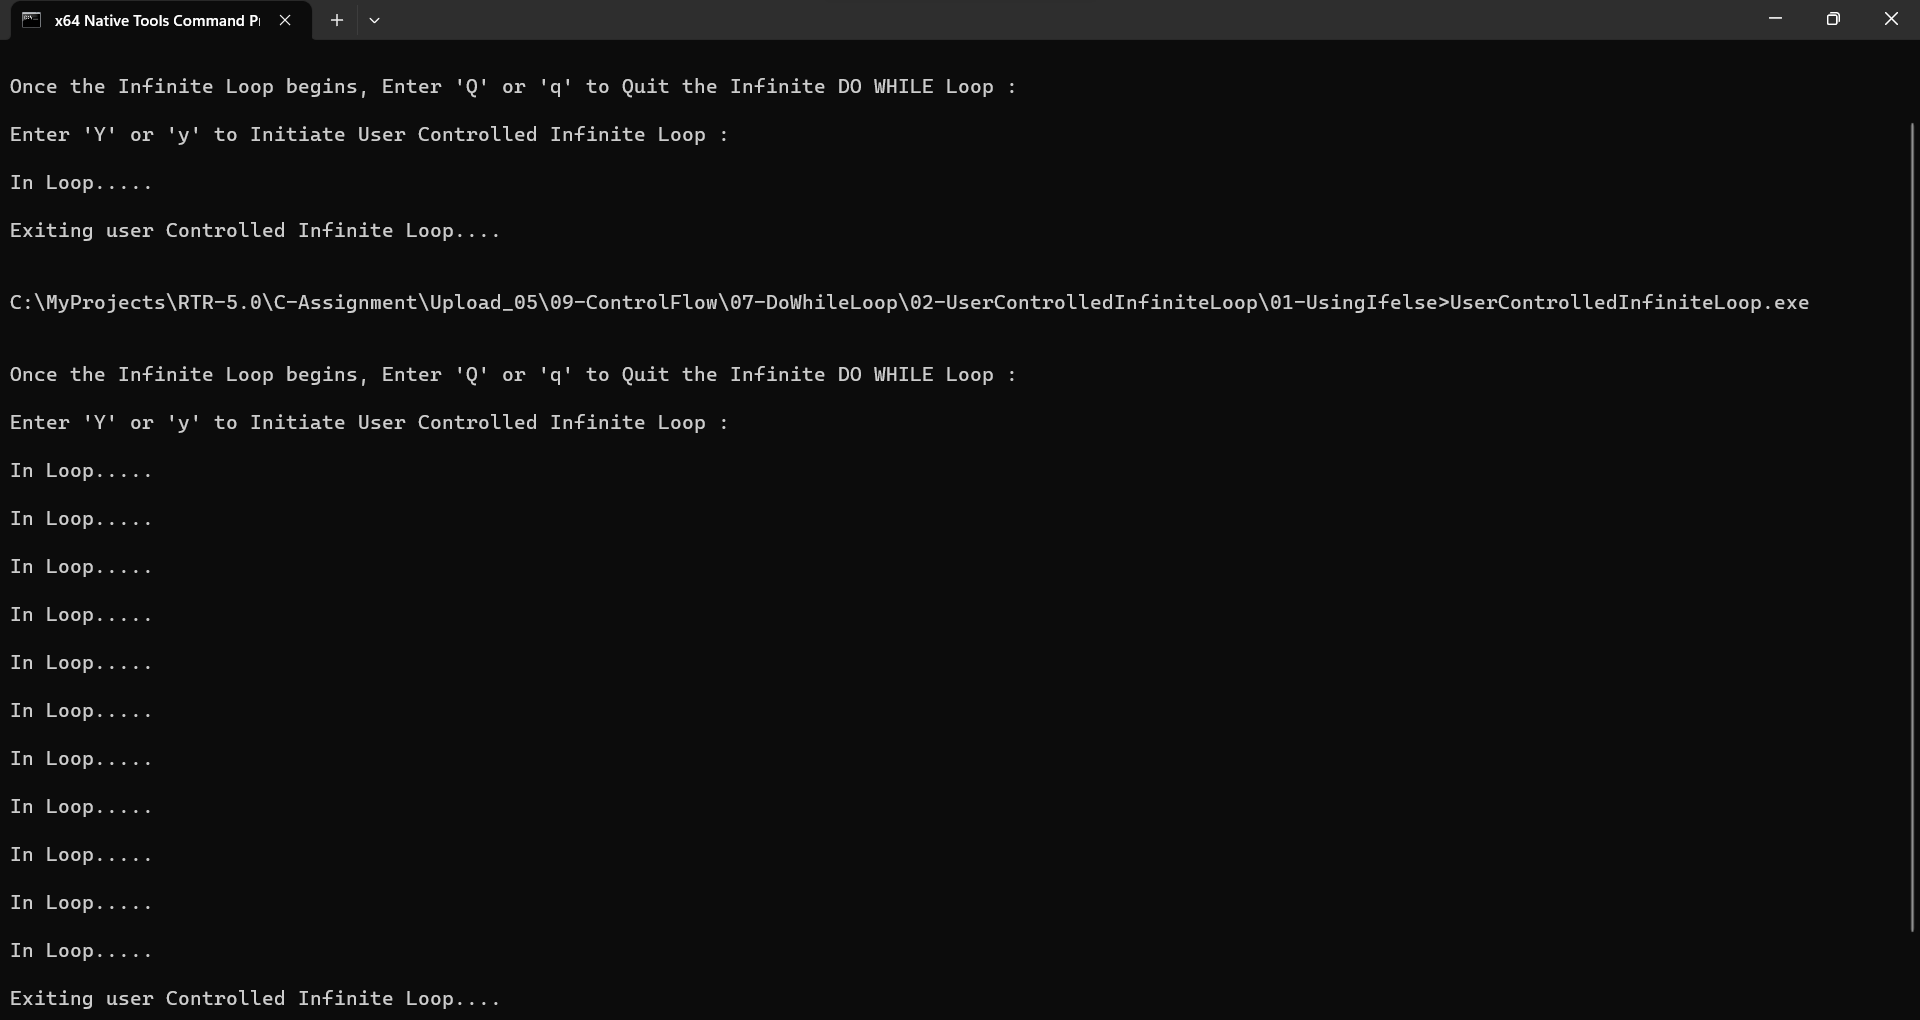 x64 Native Tools Command P
Once the Infinite Loop begins, Enter 'Q' or 'q' to Quit the Infinite DO WHILE Loop :
Enter 'Y' or 'y' to Initiate User Controlled Infinite Loop :
In Loop.....
Exiting user Controlled Infinite Loop....
C:\MyProjects\RTR-5.0\C-Assignment\Upload_05\09-ControlFlow\07-DoWhileLoop\02-UserControlledInfiniteLoop\01-UsingIfelse>UserControlledInfiniteLoop.exe
Once the Infinite Loop begins, Enter 'Q' or 'q' to Quit the Infinite DO WHILE Loop :
Enter 'Y' or 'y' to Initiate User Controlled Infinite Loop :
In Loop.....
In Loop.....
In Loop.....
In Loop.....
In Loop.....
In Loop.....
In Loop.....
In Loop.....
In Loop.....
In Loop.....
In Loop.....
Exiting user Controlled Infinite Loop....